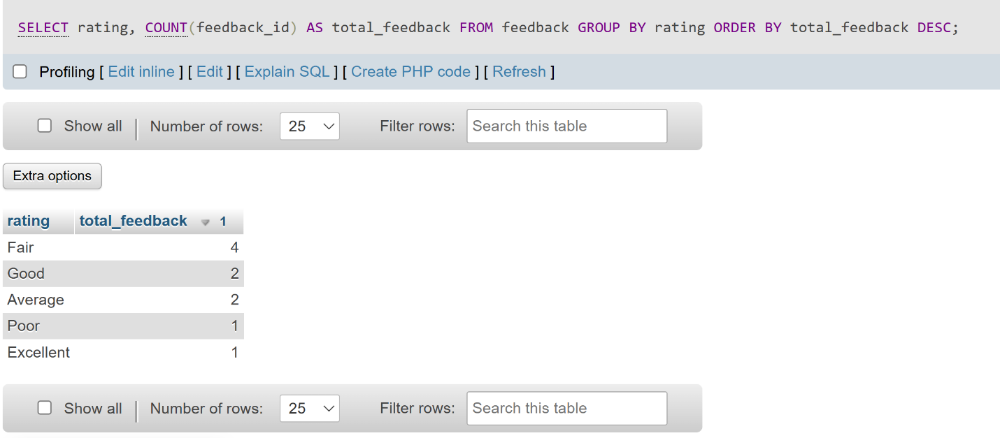 SELECT rating, COUNT(feedback_id) AS total_feedback FROM feedback GROUP BY rating ORDER BY total_feedback DESC;
Profiling [ Edit inline ] [ Edit ] [ Explain SQL ] [ Create PHP code ] [ Refresh ]
Show all | Number of rows: 25 Filter rows: Search this table
Extra options
rating total_feedback 1
Fair 4
Good 2
Average 2
Poor 1
Excellent 1
Show all | Number of rows: 25 Filter rows: Search this table